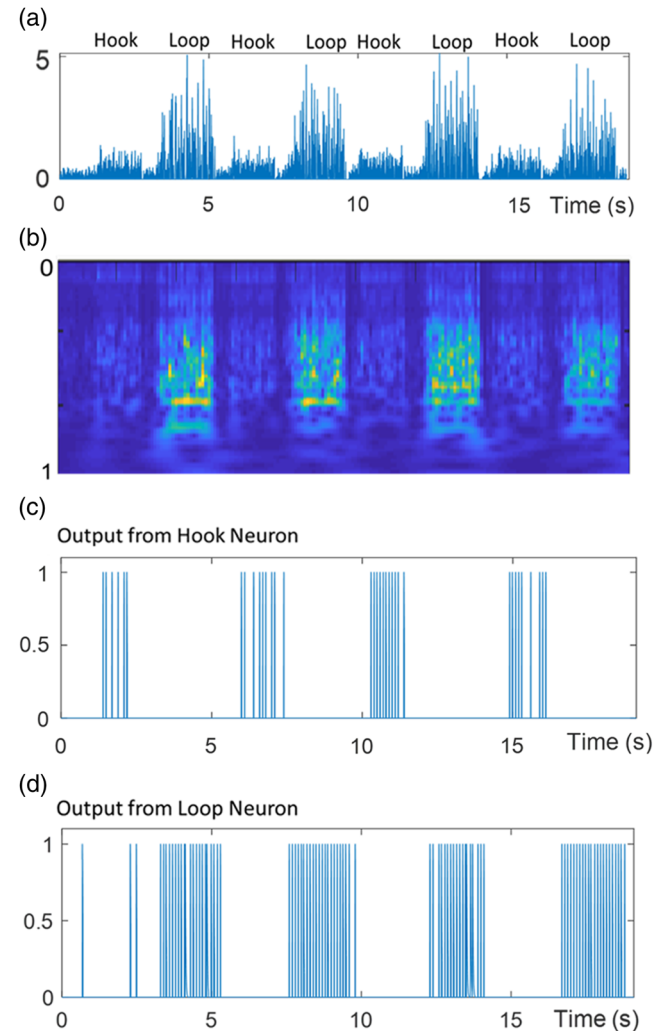 (a)
Hook Loop Hook Loop Hook Loop Hook Loop
5
0
0 5 10 15 Time (s)
(b)
0
1
(c)
Output from Hook Neuron
1
0.5
0
0 5 10 15 Time (s)
(d)
Output from Loop Neuron
1
0.5
0
0 5 10 15 Time (s)